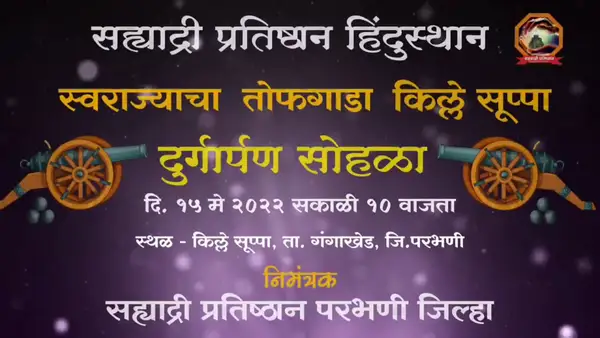 सह्याद्री प्रतिष्ठान हिंदुस्थान
स्वराज्याचा तोफगाडा किल्ले सूप्पा
दुर्गार्पण सोहळा
दि. १५ मे २०२२ सकाळी १० वाजता
स्थळ - किल्ले सूप्पा, ता. गंगाखेड, जि.परभणी
निमंत्रक
सह्याद्री प्रतिष्ठान परभणी जिल्हा